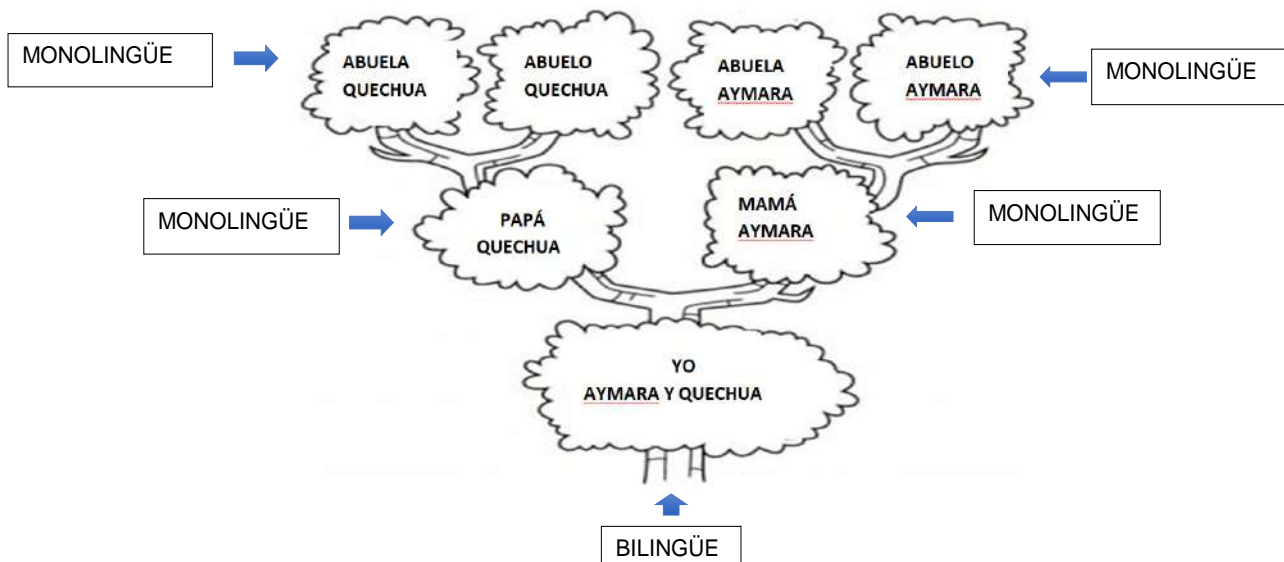 MONOLINGÜE
ABUELA
QUECHUA
ABUELO
QUECHUA
ABUELA
AYMARA
ABUELO
AYMARA
MONOLINGÜE
MONOLINGÜE
PAPÁ
QUECHUA
MAMÁ
AYMARA
MONOLINGÜE
YO
AYMARA Y QUECHUA
BILINGÜE